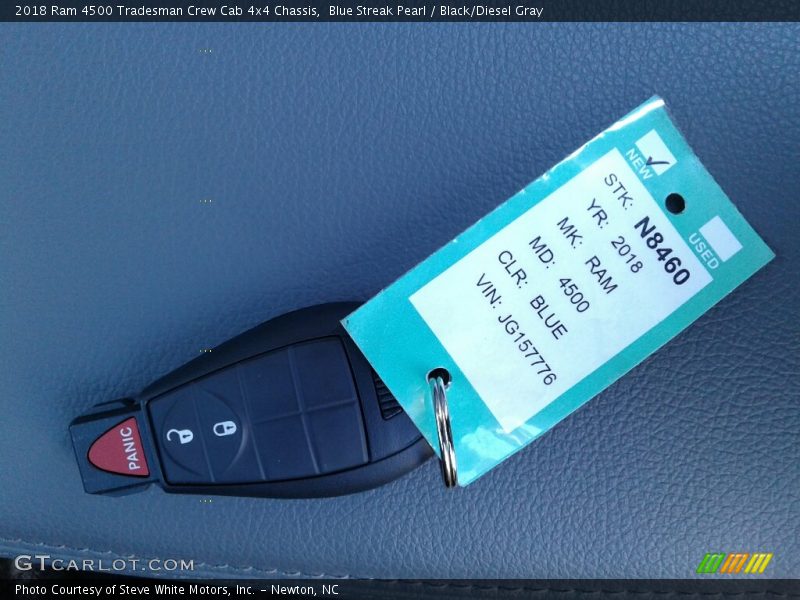 2018 Ram 4500 Tradesman Crew Cab 4x4 Chassis,  Blue Streak Pearl / Black/Diesel Gray
NEW
USED
STK: N8460
YR: 2018
MK: RAM
MD: 4500
CLR: BLUE
VIN: JG157776
PANIC
GTCARLOT.COM
Photo Courtesy of Steve White Motors, Inc. – Newton, NC